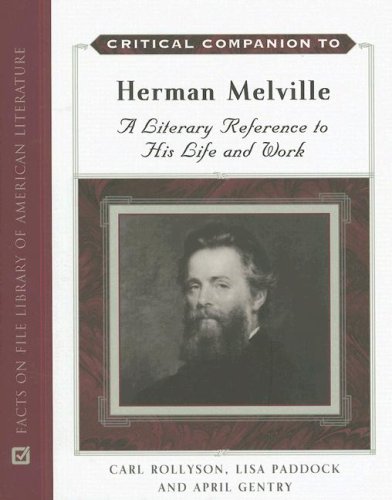 CRITICAL COMPANION TO
Herman Melville
A Literary Reference to
His Life and Work
CARL ROLLYSON, LISA PADDOCK
AND APRIL GENTRY
FACTS ON FILE LIBRARY OF AMERICAN LITERATURE